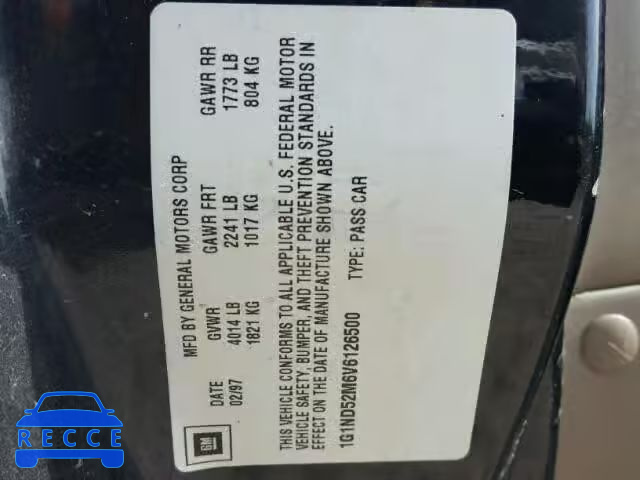 MFD BY GENERAL MOTORS CORP
DATE GVWR GAWR FRT GAWR RR
02/97 4014 LB 2241 LB 1773 LB
1821 KG 1017 KG 804 KG
THIS VEHICLE CONFORMS TO ALL APPLICABLE U.S. FEDERAL MOTOR
VEHICLE SAFETY, BUMPER, AND THEFT PREVENTION STANDARDS IN
EFFECT ON THE DATE OF MANUFACTURE SHOWN ABOVE.
1G1ND52M6V6126500 TYPE: PASS CAR
GM
RECCE